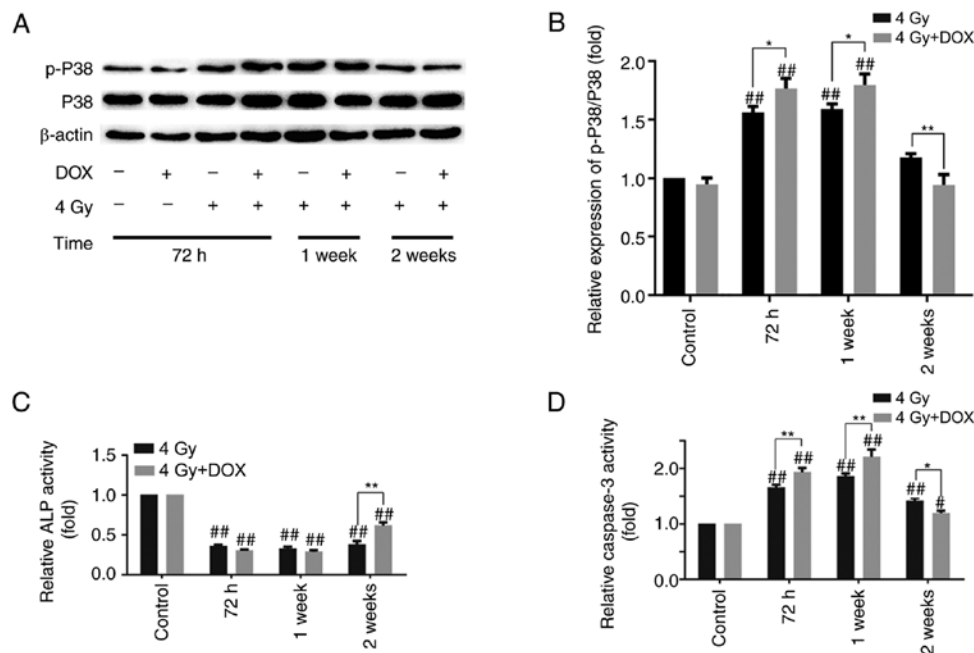 A
p-P38
P38
β-actin
DOX − + − + − + − +
4 Gy − − + + + + + +
Time
72 h 1 week 2 weeks
B
4 Gy
4 Gy+DOX
Relative expression of p-P38/P38 (fold)
2.0
1.5
1.0
0.5
0.0
* *
## ## ## ##
**
Control 72 h 1 week 2 weeks
C
4 Gy
4 Gy+DOX
Relative ALP activity
(fold)
1.5
1.0
0.5
0.0
**
## ## ## ## ## ##
Control 72 h 1 week 2 weeks
D
4 Gy
4 Gy+DOX
Relative caspase-3 activity
(fold)
2.0
1.0
0.0
** ** *
## ## ## ## ## #
Control 72 h 1 week 2 weeks